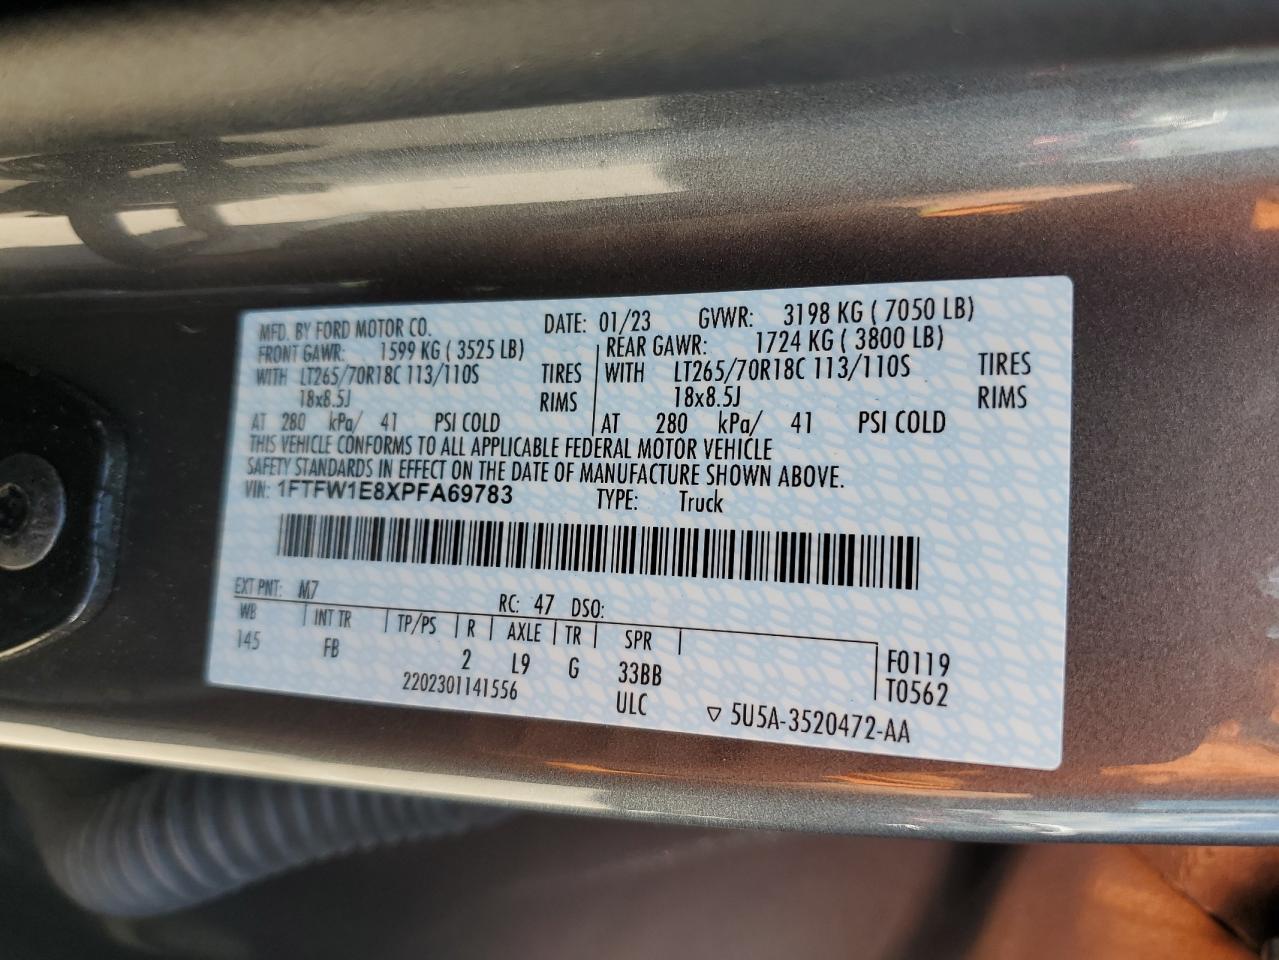 MFD. BY FORD MOTOR CO. DATE: 01/23 GVWR: 3198 KG ( 7050 LB)
FRONT GAWR: 1599 KG ( 3525 LB) REAR GAWR: 1724 KG ( 3800 LB)
WITH LT265/70R18C 113/110S TIRES WITH LT265/70R18C 113/110S TIRES
18x8.5J RIMS 18x8.5J RIMS
AT 280 kPa/ 41 PSI COLD AT 280 kPa/ 41 PSI COLD
THIS VEHICLE CONFORMS TO ALL APPLICABLE FEDERAL MOTOR VEHICLE
SAFETY STANDARDS IN EFFECT ON THE DATE OF MANUFACTURE SHOWN ABOVE.
VIN: 1FTFW1E8XPFA69783 TYPE: Truck
EXT PNT: M7 RC: 47 DSO:
WB INT TR TP/PS R AXLE TR SPR
145 FB 2 L9 G 33BB F0119
2202301141556 ULC T0562
▽ 5U5A-3520472-AA